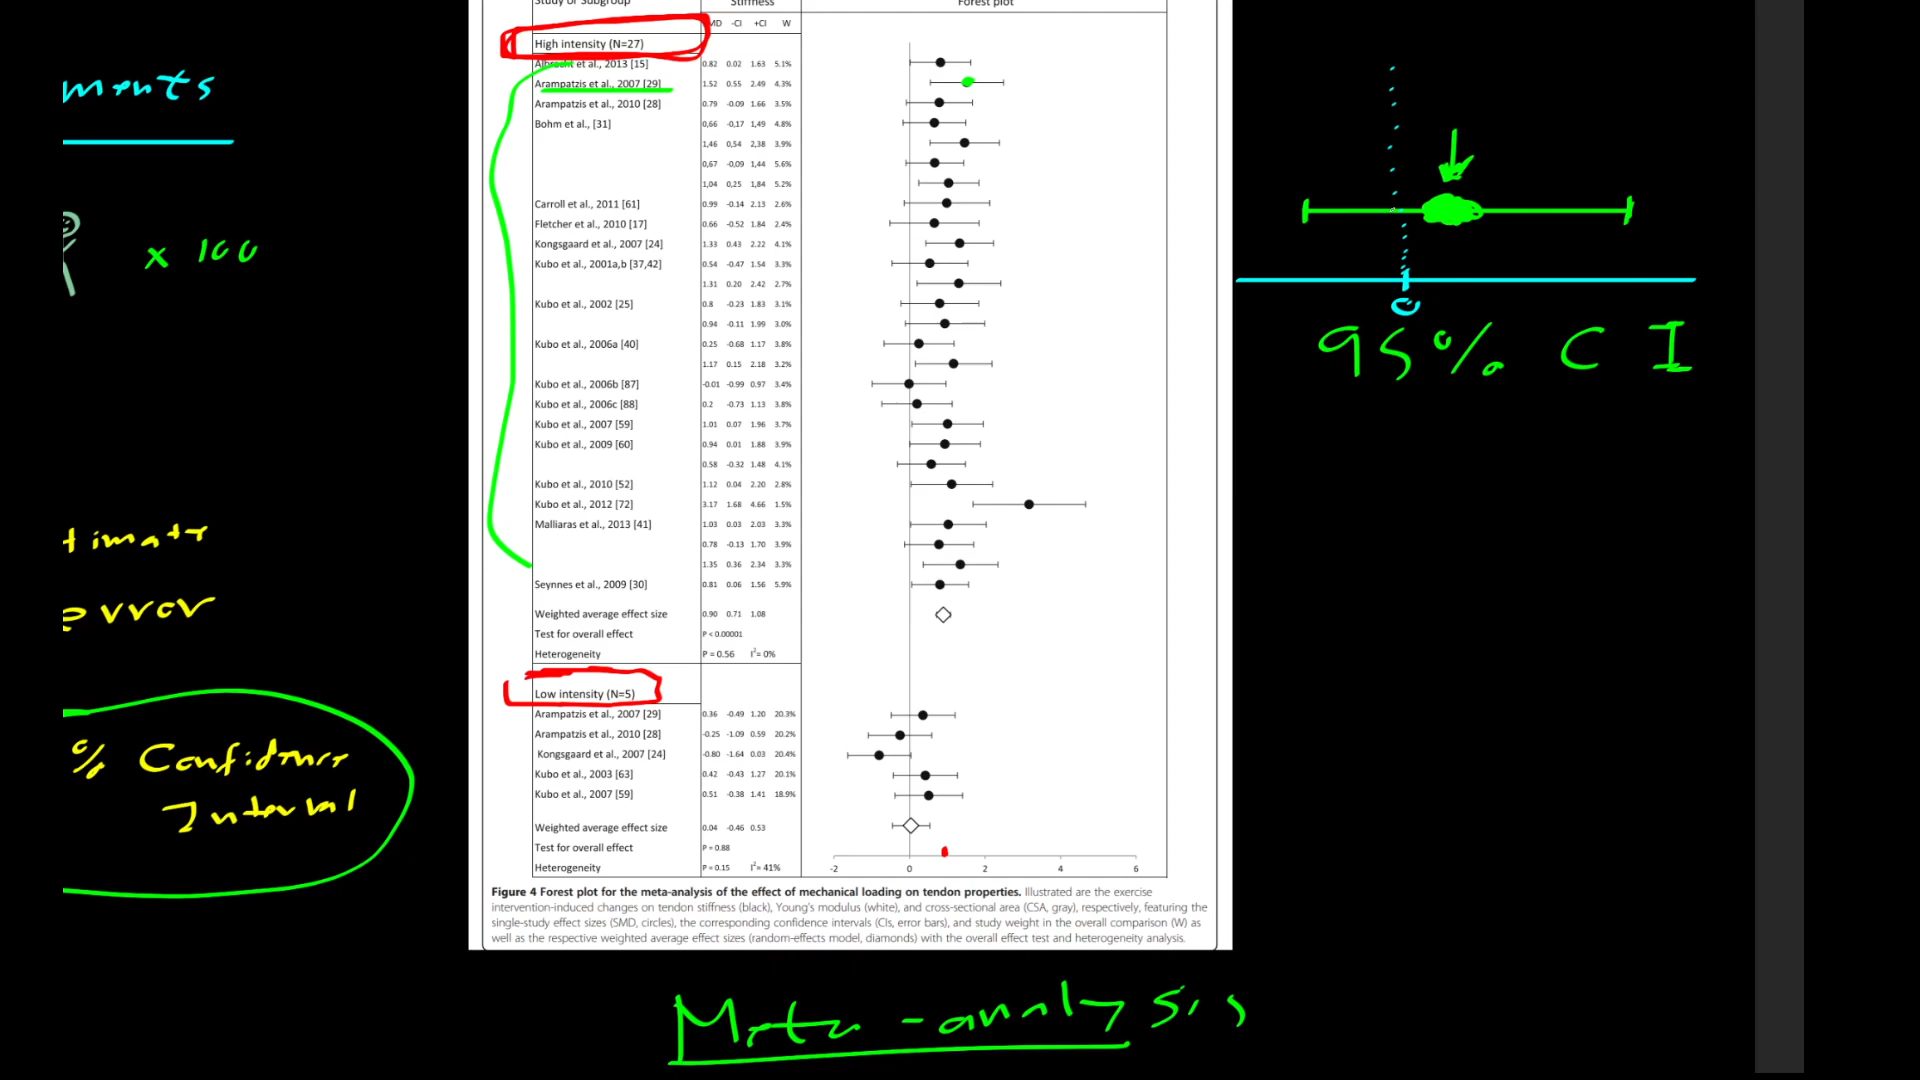 Study or Subgroup Stiffness Forest plot
MD -CI +CI W
High intensity (N=27)
Albrecht et al., 2013 [15] 0.82 0.02 1.63 5.1%
Arampatzis et al., 2007 [29] 1.52 0.55 2.49 4.3%
Arampatzis et al., 2010 [28] 0.79 -0.09 1.66 3.5%
Bohm et al., [31] 0,66 -0,17 1,49 4.8%
1,46 0,54 2,38 3.9%
0,67 -0,09 1,44 5.6%
1,04 0,25 1,84 5.2%
Carroll et al., 2011 [61] 0.99 -0.14 2.13 2.6%
Fletcher et al., 2010 [17] 0.66 -0.52 1.84 2.4%
Kongsgaard et al., 2007 [24] 1.33 0.43 2.22 4.1%
Kubo et al., 2001a,b [37,42] 0.54 -0.47 1.54 3.3%
1.31 0.20 2.42 2.7%
Kubo et al., 2002 [25] 0.8 -0.23 1.83 3.1%
0.94 -0.11 1.99 3.0%
Kubo et al., 2006a [40] 0.25 -0.68 1.17 3.8%
1.17 0.15 2.18 3.2%
Kubo et al., 2006b [87] -0.01 -0.99 0.97 3.4%
Kubo et al., 2006c [88] 0.2 -0.73 1.13 3.8%
Kubo et al., 2007 [59] 1.01 0.07 1.96 3.7%
Kubo et al., 2009 [60] 0.94 0.01 1.88 3.9%
0.58 -0.32 1.48 4.1%
Kubo et al., 2010 [52] 1.12 0.04 2.20 2.8%
Kubo et al., 2012 [72] 3.17 1.68 4.66 1.5%
Malliaras et al., 2013 [41] 1.03 0.03 2.03 3.3%
0.78 -0.13 1.70 3.9%
1.35 0.36 2.34 3.3%
Seynnes et al., 2009 [30] 0.81 0.06 1.56 5.9%
Weighted average effect size 0.90 0.71 1.08
Test for overall effect P < 0.00001
Heterogeneity P = 0.56 I²= 0%
Low intensity (N=5)
Arampatzis et al., 2007 [29] 0.36 -0.49 1.20 20.3%
Arampatzis et al., 2010 [28] -0.25 -1.09 0.59 20.2%
Kongsgaard et al., 2007 [24] -0.80 -1.64 0.03 20.4%
Kubo et al., 2003 [63] 0.42 -0.43 1.27 20.1%
Kubo et al., 2007 [59] 0.51 -0.38 1.41 18.9%
Weighted average effect size 0.04 -0.46 0.53
Test for overall effect P = 0.88
Heterogeneity P = 0.15 I²= 41%
-2 0 2 4 6
Figure 4 Forest plot for the meta-analysis of the effect of mechanical loading on tendon properties. Illustrated are the exercise
intervention-induced changes on tendon stiffness (black), Young's modulus (white), and cross-sectional area (CSA, gray), respectively, featuring the
single-study effect sizes (SMD, circles), the corresponding confidence intervals (CIs, error bars), and study weight in the overall comparison (W) as
well as the respective weighted average effect sizes (random-effects model, diamonds) with the overall effect test and heterogeneity analysis.
Meta-analysis
ments
x 100
timate
error
% Confidence
Interval
0
95% CI